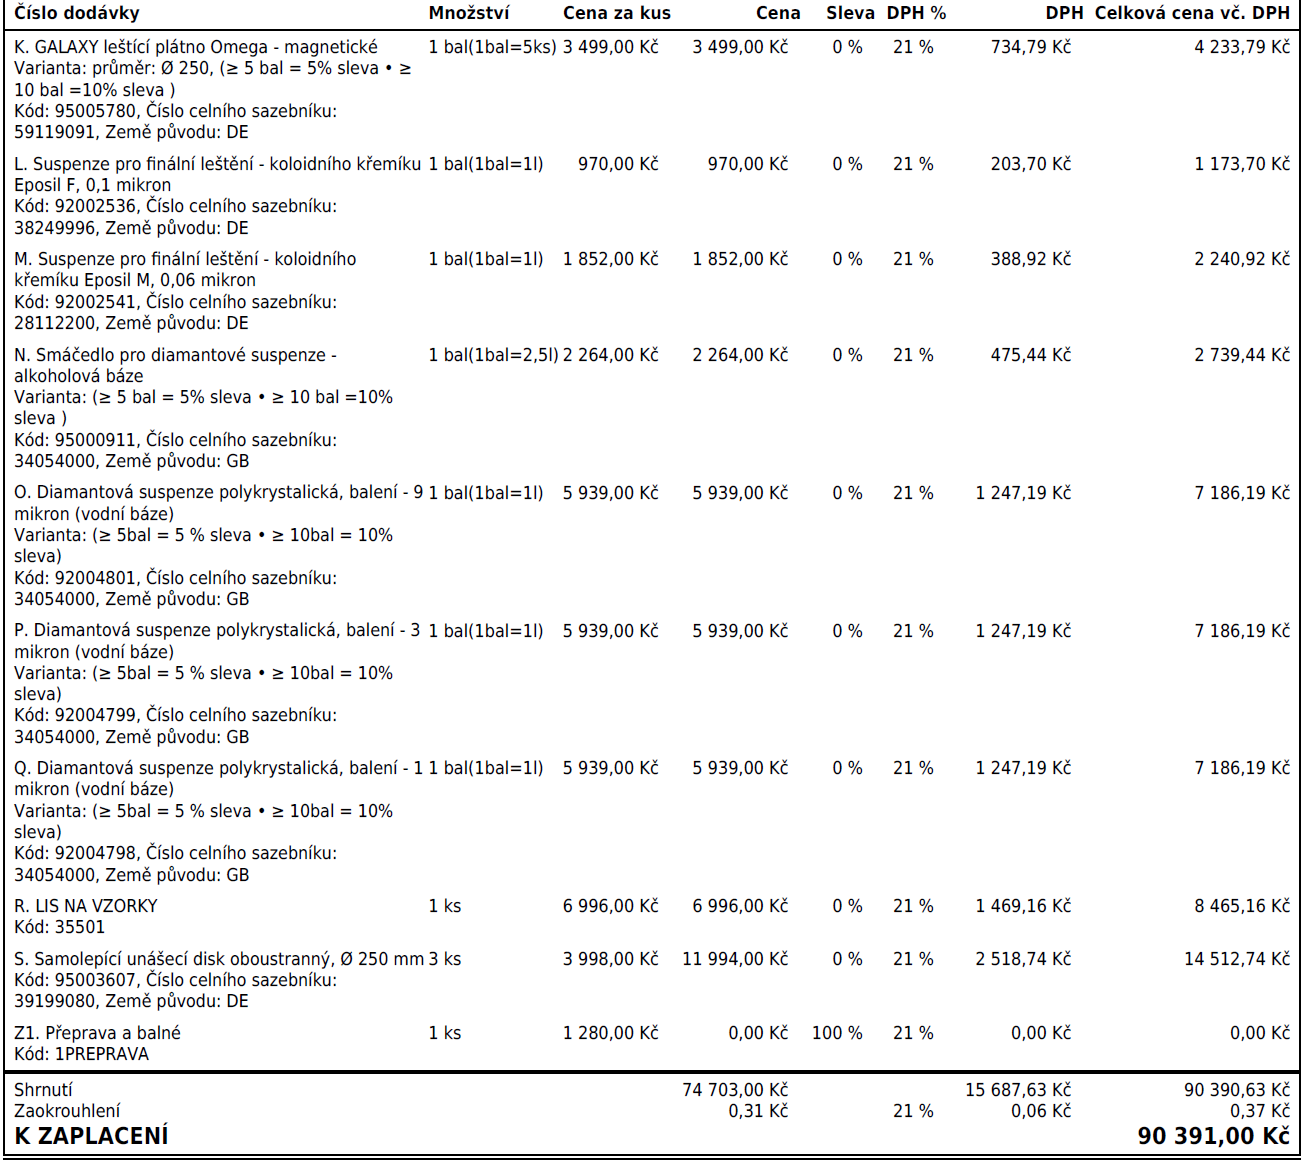 Číslo dodávky Množství Cena za kus Cena Sleva DPH % DPH Celková cena vč. DPH
K. GALAXY leštící plátno Omega - magnetické 1 bal(1bal=5ks) 3 499,00 Kč 3 499,00 Kč 0 % 21 % 734,79 Kč 4 233,79 Kč
Varianta: průměr: Ø 250, (≥ 5 bal = 5% sleva • ≥
10 bal =10% sleva )
Kód: 95005780, Číslo celního sazebníku:
59119091, Země původu: DE
L. Suspenze pro finální leštění - koloidního křemíku 1 bal(1bal=1l) 970,00 Kč 970,00 Kč 0 % 21 % 203,70 Kč 1 173,70 Kč
Eposil F, 0,1 mikron
Kód: 92002536, Číslo celního sazebníku:
38249996, Země původu: DE
M. Suspenze pro finální leštění - koloidního 1 bal(1bal=1l) 1 852,00 Kč 1 852,00 Kč 0 % 21 % 388,92 Kč 2 240,92 Kč
křemíku Eposil M, 0,06 mikron
Kód: 92002541, Číslo celního sazebníku:
28112200, Země původu: DE
N. Smáčedlo pro diamantové suspenze - 1 bal(1bal=2,5l) 2 264,00 Kč 2 264,00 Kč 0 % 21 % 475,44 Kč 2 739,44 Kč
alkoholová báze
Varianta: (≥ 5 bal = 5% sleva • ≥ 10 bal =10%
sleva )
Kód: 95000911, Číslo celního sazebníku:
34054000, Země původu: GB
O. Diamantová suspenze polykrystalická, balení - 9 1 bal(1bal=1l) 5 939,00 Kč 5 939,00 Kč 0 % 21 % 1 247,19 Kč 7 186,19 Kč
mikron (vodní báze)
Varianta: (≥ 5bal = 5 % sleva • ≥ 10bal = 10%
sleva)
Kód: 92004801, Číslo celního sazebníku:
34054000, Země původu: GB
P. Diamantová suspenze polykrystalická, balení - 3 1 bal(1bal=1l) 5 939,00 Kč 5 939,00 Kč 0 % 21 % 1 247,19 Kč 7 186,19 Kč
mikron (vodní báze)
Varianta: (≥ 5bal = 5 % sleva • ≥ 10bal = 10%
sleva)
Kód: 92004799, Číslo celního sazebníku:
34054000, Země původu: GB
Q. Diamantová suspenze polykrystalická, balení - 1 1 bal(1bal=1l) 5 939,00 Kč 5 939,00 Kč 0 % 21 % 1 247,19 Kč 7 186,19 Kč
mikron (vodní báze)
Varianta: (≥ 5bal = 5 % sleva • ≥ 10bal = 10%
sleva)
Kód: 92004798, Číslo celního sazebníku:
34054000, Země původu: GB
R. LIS NA VZORKY 1 ks 6 996,00 Kč 6 996,00 Kč 0 % 21 % 1 469,16 Kč 8 465,16 Kč
Kód: 35501
S. Samolepící unášecí disk oboustranný, Ø 250 mm 3 ks 3 998,00 Kč 11 994,00 Kč 0 % 21 % 2 518,74 Kč 14 512,74 Kč
Kód: 95003607, Číslo celního sazebníku:
39199080, Země původu: DE
Z1. Přeprava a balné 1 ks 1 280,00 Kč 0,00 Kč 100 % 21 % 0,00 Kč 0,00 Kč
Kód: 1PREPRAVA
Shrnutí 74 703,00 Kč 15 687,63 Kč 90 390,63 Kč
Zaokrouhlení 0,31 Kč 21 % 0,06 Kč 0,37 Kč
K ZAPLACENÍ 90 391,00 Kč